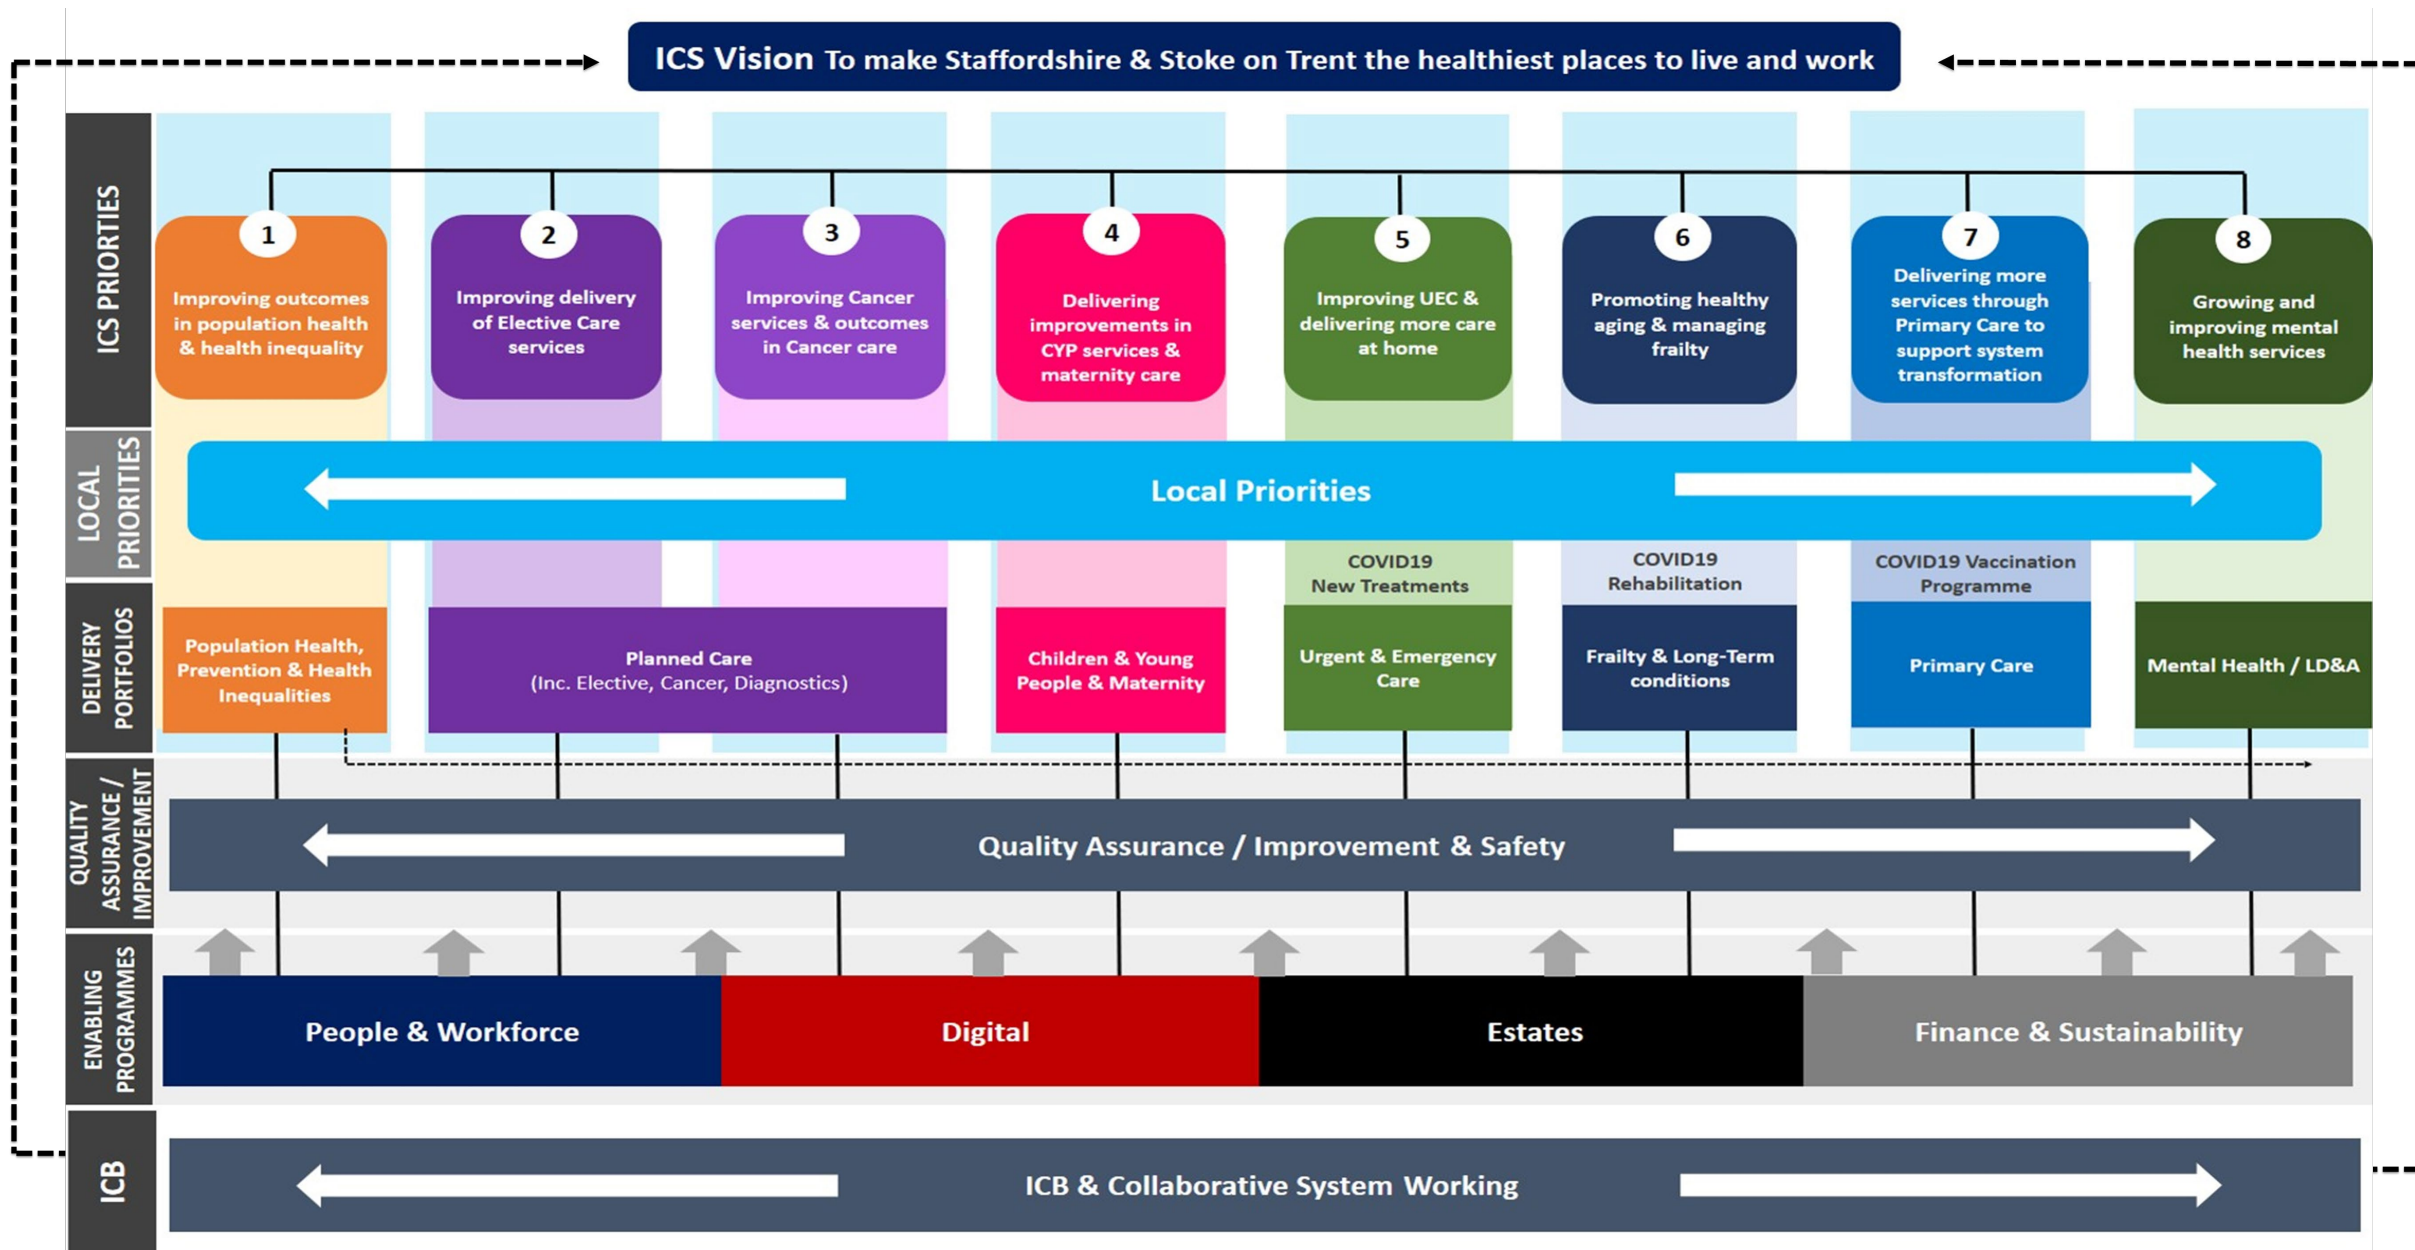 ICS Vision To make Staffordshire & Stoke on Trent the healthiest places to live and work
ICS PRIORTIES
1
Improving outcomes
in population health
& health inequality
2
Improving delivery
of Elective Care
services
3
Improving Cancer
services & outcomes
in Cancer care
4
Delivering
improvements in
CYP services &
maternity care
5
Improving UEC &
delivering more care
at home
6
Promoting healthy
aging & managing
frailty
7
Delivering more
services through
Primary Care to
support system
transformation
8
Growing and
improving mental
health services
LOCAL
PRIORITIES
Local Priorities
COVID19
New Treatments
COVID19
Rehabilitation
COVID19 Vaccination
Programme
DELIVERY
PORTFOLIOS
Population Health,
Prevention & Health
Inequalities
Planned Care
(Inc. Elective, Cancer, Diagnostics)
Children & Young
People & Maternity
Urgent & Emergency
Care
Frailty & Long-Term
conditions
Primary Care
Mental Health / LD&A
QUALITY
ASSURANCE /
IMPROVEMENT
Quality Assurance / Improvement & Safety
ENABLING
PROGRAMMES
People & Workforce
Digital
Estates
Finance & Sustainability
ICB
ICB & Collaborative System Working